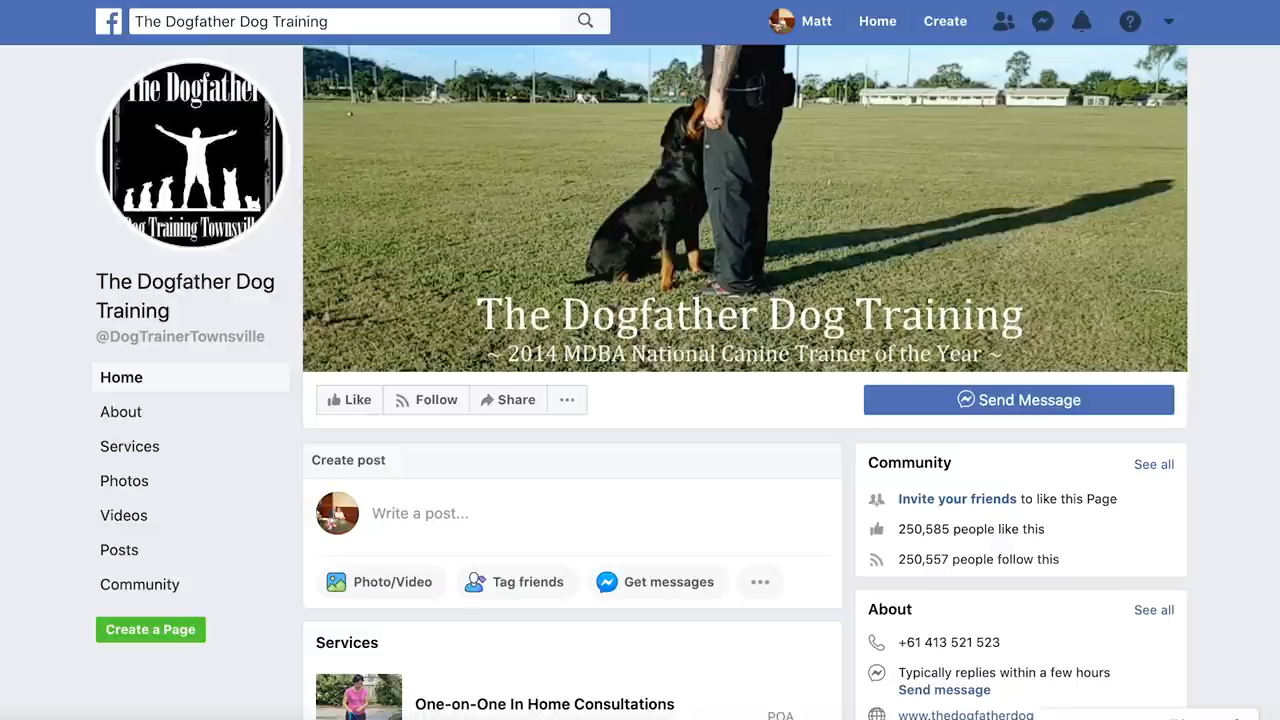 The Dogfather Dog Training
Matt
Home
Create
The Dogfather
Dog Training Townsville
The Dogfather Dog
Training
@DogTrainerTownsville
Home
About
Services
Photos
Videos
Posts
Community
Create a Page
The Dogfather Dog Training
~ 2014 MDBA National Canine Trainer of the Year ~
Like
Follow
Share
Send Message
Create post
Write a post...
Photo/Video
Tag friends
Get messages
Services
One-on-One In Home Consultations
POA
Community
See all
Invite your friends to like this Page
250,585 people like this
250,557 people follow this
About
See all
+61 413 521 523
Typically replies within a few hours
Send message
www.thedogfatherdog